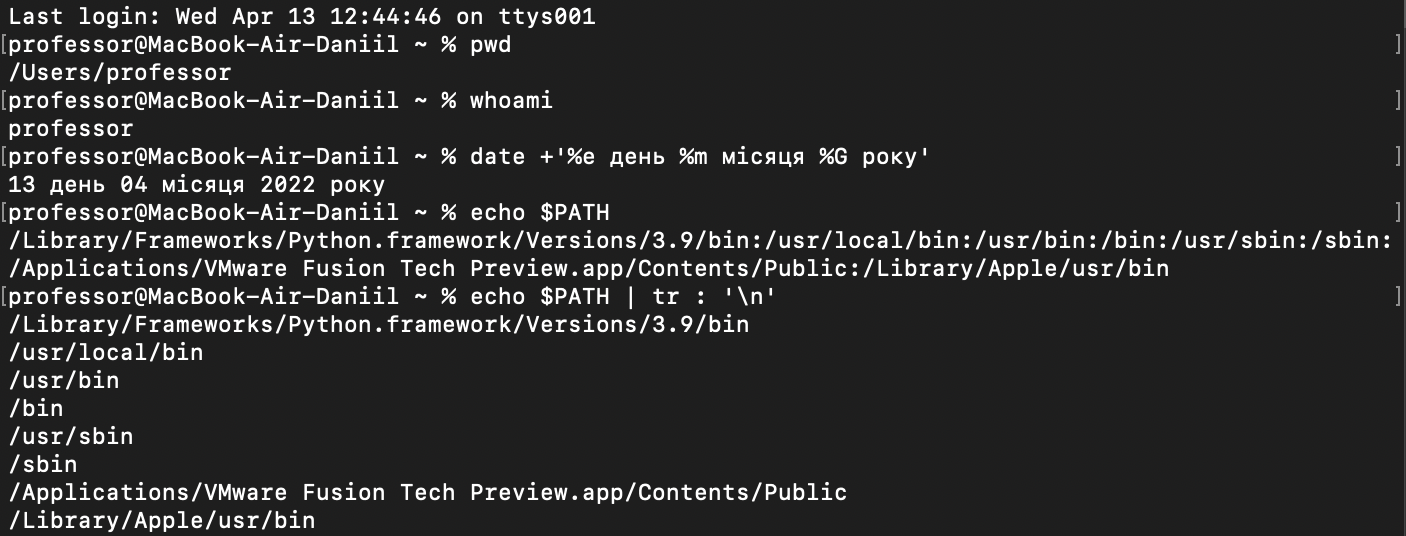 Last login: Wed Apr 13 12:44:46 on ttys001
[professor@MacBook-Air-Daniil ~ % pwd ]
/Users/professor
[professor@MacBook-Air-Daniil ~ % whoami ]
professor
[professor@MacBook-Air-Daniil ~ % date +'%e день %m місяця %G року' ]
13 день 04 місяця 2022 року
[professor@MacBook-Air-Daniil ~ % echo $PATH ]
/Library/Frameworks/Python.framework/Versions/3.9/bin:/usr/local/bin:/usr/bin:/bin:/usr/sbin:/sbin:
/Applications/VMware Fusion Tech Preview.app/Contents/Public:/Library/Apple/usr/bin
[professor@MacBook-Air-Daniil ~ % echo $PATH | tr : '\n' ]
/Library/Frameworks/Python.framework/Versions/3.9/bin
/usr/local/bin
/usr/bin
/bin
/usr/sbin
/sbin
/Applications/VMware Fusion Tech Preview.app/Contents/Public
/Library/Apple/usr/bin